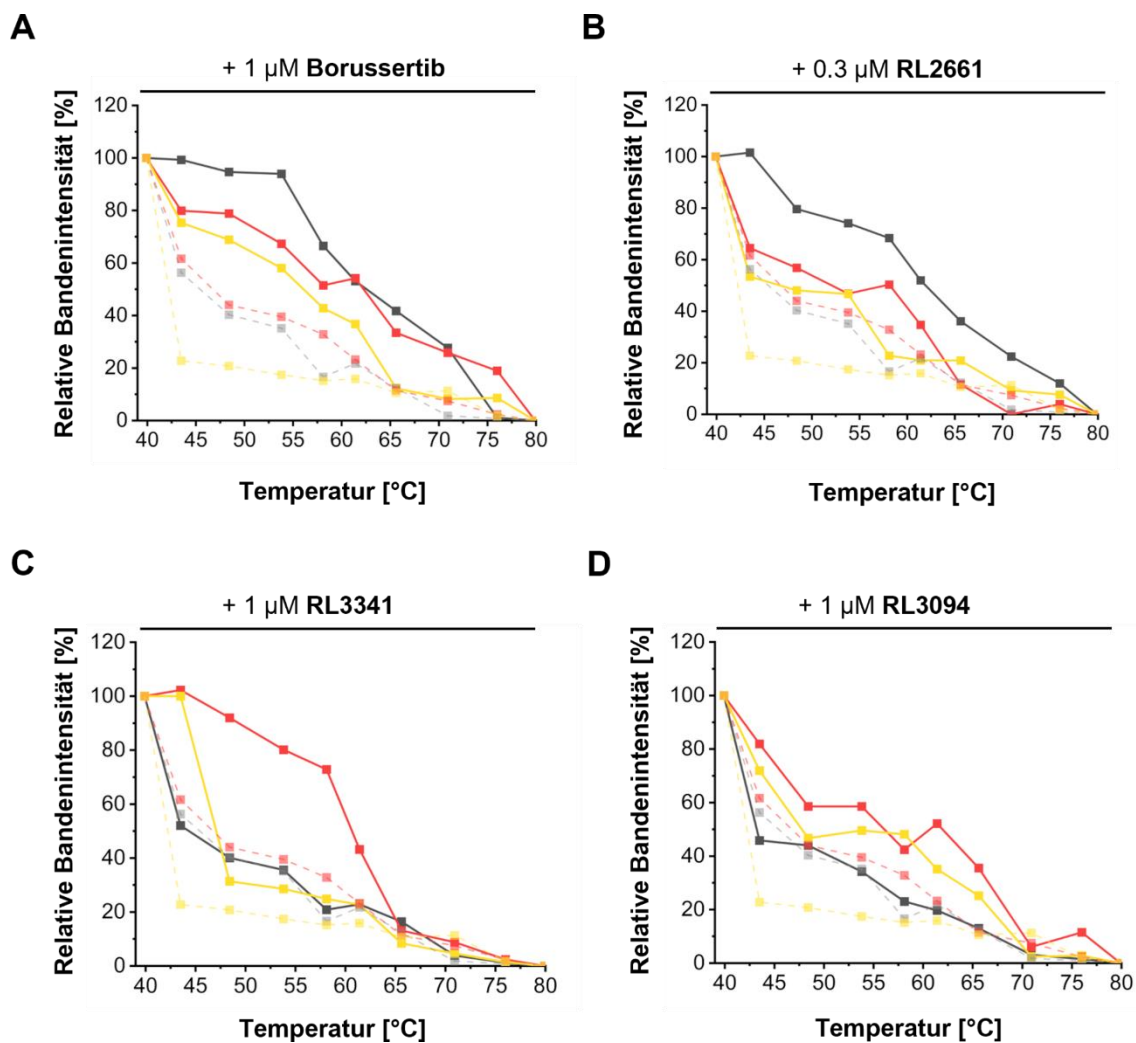 A
+ 1 µM Borussertib
Relative Bandenintensität [%]
120
100
80
60
40
20
0
40 45 50 55 60 65 70 75 80
Temperatur [°C]
B
+ 0.3 µM RL2661
Relative Bandenintensität [%]
120
100
80
60
40
20
0
40 45 50 55 60 65 70 75 80
Temperatur [°C]
C
+ 1 µM RL3341
Relative Bandenintensität [%]
120
100
80
60
40
20
0
40 45 50 55 60 65 70 75 80
Temperatur [°C]
D
+ 1 µM RL3094
Relative Bandenintensität [%]
120
100
80
60
40
20
0
40 45 50 55 60 65 70 75 80
Temperatur [°C]